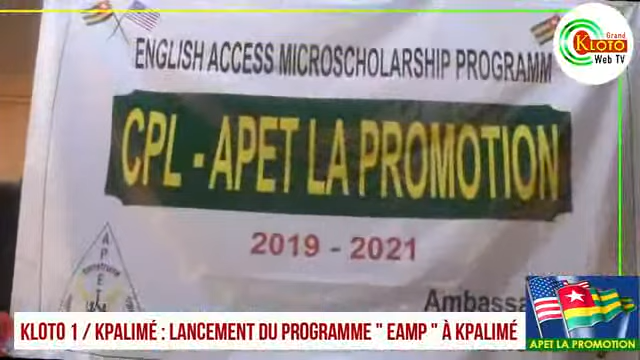 Grand
KLOTO
Web TV
ENGLISH ACCESS MICROSCHOLARSHIP PROGRAMM
CPL - APET LA PROMOTION
2019 - 2021
APE
KLOTO 1 / KPALIMÉ : LANCEMENT DU PROGRAMME " EAMP " À KPALIMÉ
APET LA PROMOTION